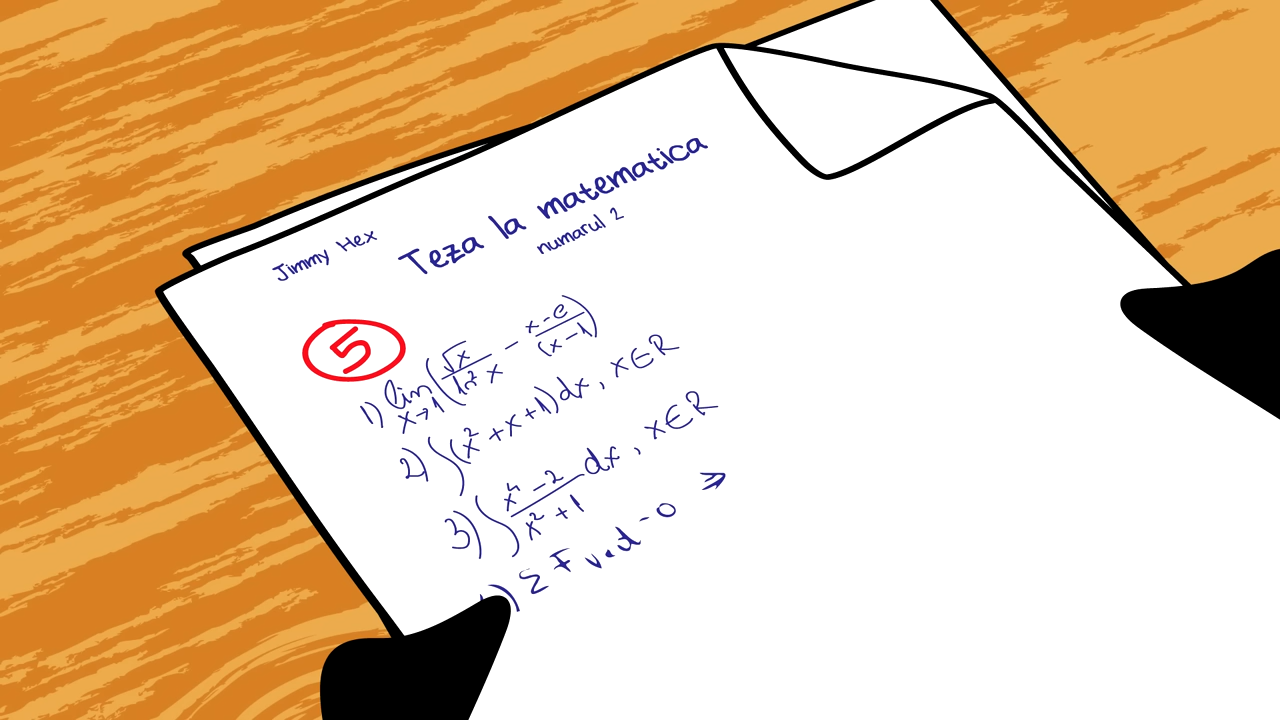 Jimmy Hex
Teza la matematica
numarul 2
5
1) lim x→1 (√x / ln² x − x-e / (x-1))
2) ∫(x² + x + 1) dx , x∈R
3) ∫ x⁴ - 2 / x² + 1 dx , x∈R
) Σ F